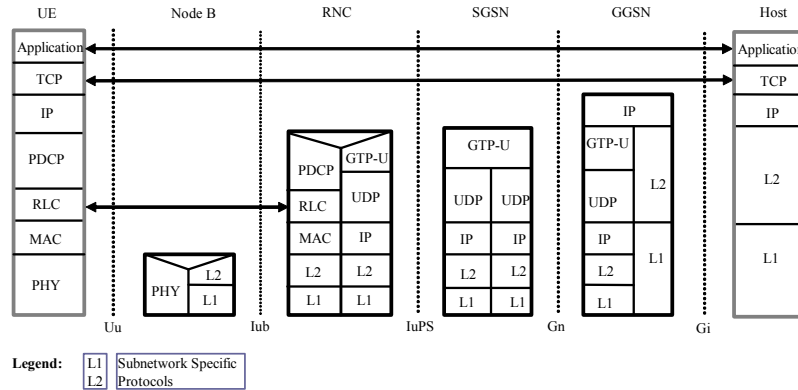 UE Node B RNC SGSN GGSN Host
Application
TCP
IP
PDCP
RLC
MAC
PHY
PHY
L2
L1
PDCP
RLC
MAC
L2
L1
GTP-U
UDP
IP
L2
L1
GTP-U
UDP UDP
IP IP
L2 L2
L1 L1
IP
GTP-U
UDP
IP
L2
L1
L2
L1
Application
TCP
IP
L2
L1
Uu Iub IuPS Gn Gi
Legend: L1 Subnetwork Specific
L2 Protocols